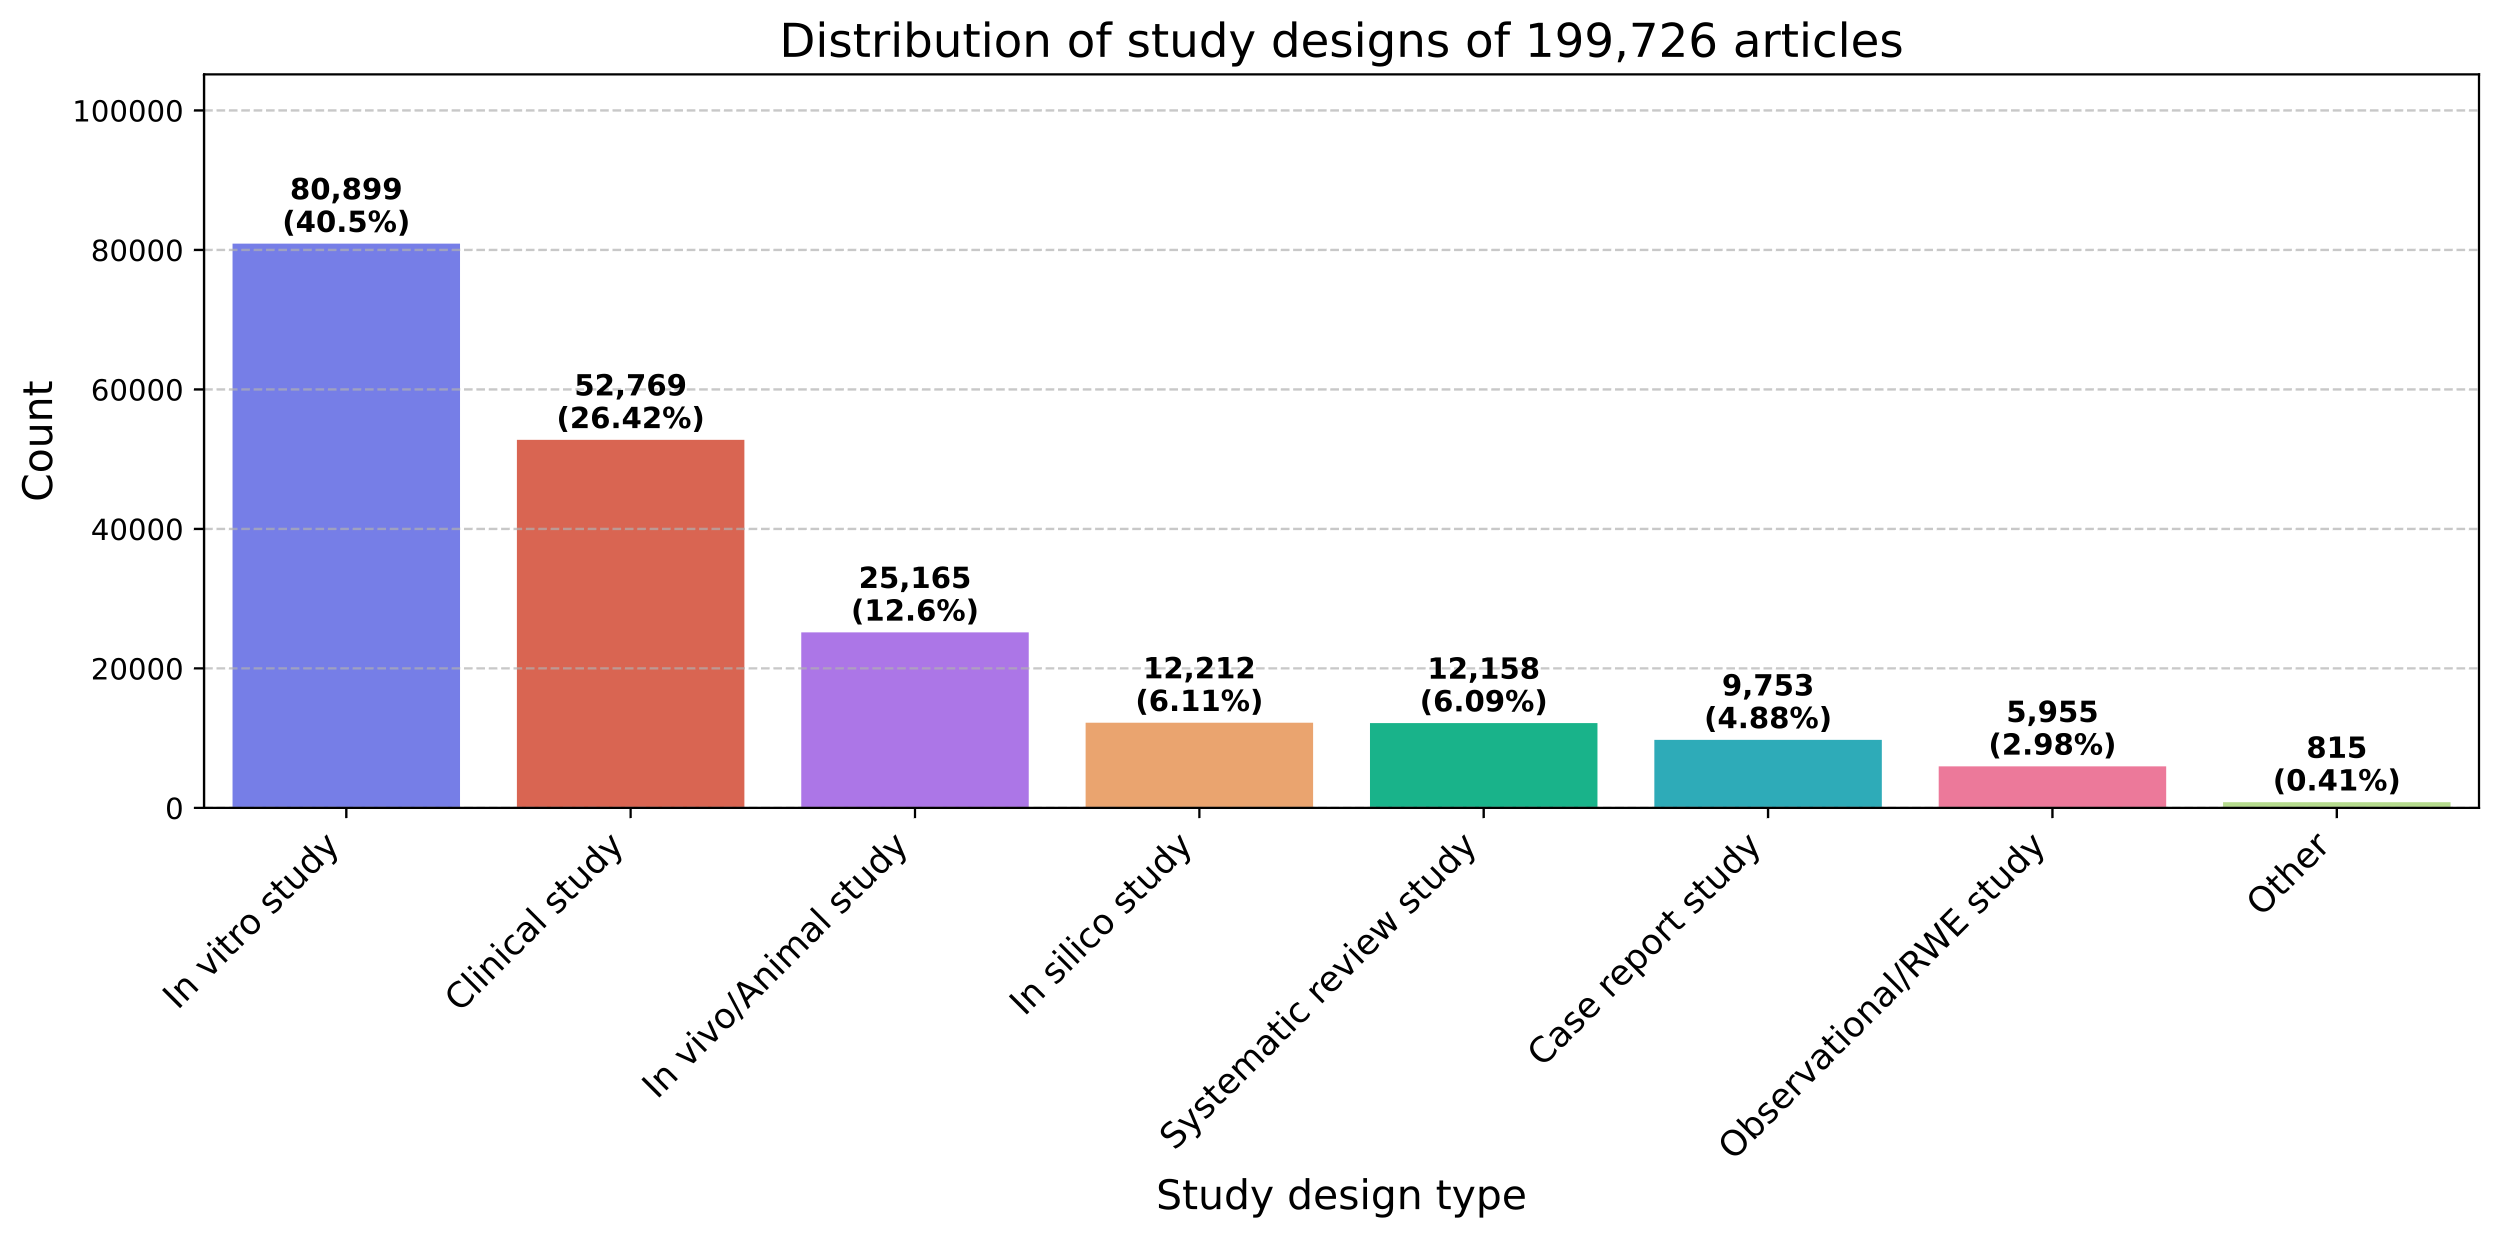 Distribution of study designs of 199,726 articles
Count
100000
80000
60000
40000
20000
0
80,899
(40.5%)
52,769
(26.42%)
25,165
(12.6%)
12,212
(6.11%)
12,158
(6.09%)
9,753
(4.88%)
5,955
(2.98%)
815
(0.41%)
In vitro study
Clinical study
In vivo/Animal study
In silico study
Systematic review study
Case report study
Observational/RWE study
Other
Study design type